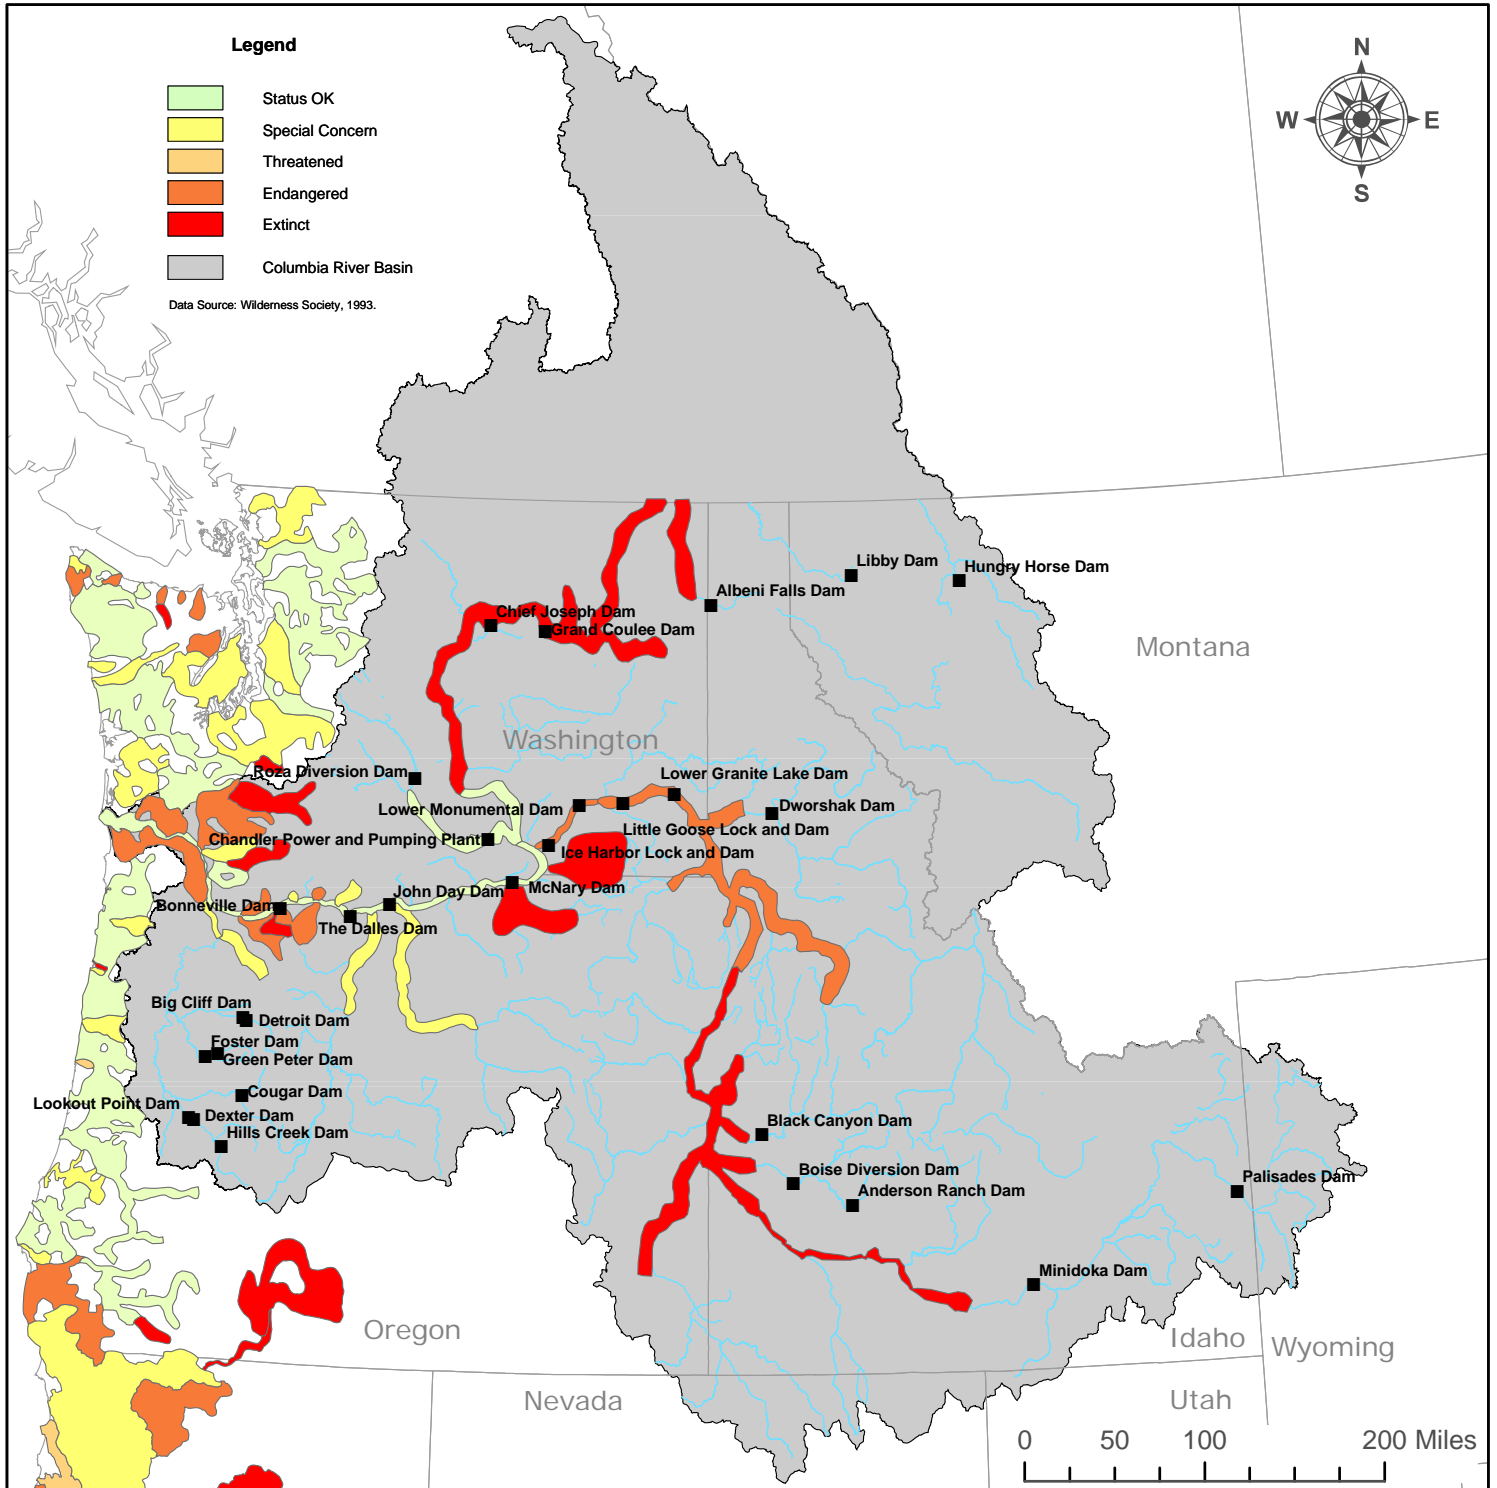 Legend
Status OK
Special Concern
Threatened
Endangered
Extinct
Columbia River Basin
Data Source: Wilderness Society, 1993.
N
W
E
S
Libby Dam
Hungry Horse Dam
Albeni Falls Dam
Chief Joseph Dam
Grand Coulee Dam
Montana
Washington
Roza Diversion Dam
Lower Granite Lake Dam
Lower Monumental Dam
Dworshak Dam
Little Goose Lock and Dam
Chandler Power and Pumping Plant
Ice Harbor Lock and Dam
John Day Dam
McNary Dam
Bonneville Dam
The Dalles Dam
Big Cliff Dam
Detroit Dam
Foster Dam
Green Peter Dam
Cougar Dam
Lookout Point Dam
Dexter Dam
Hills Creek Dam
Black Canyon Dam
Boise Diversion Dam
Anderson Ranch Dam
Palisades Dam
Minidoka Dam
Oregon
Idaho
Wyoming
Nevada
Utah
0 50 100 200 Miles